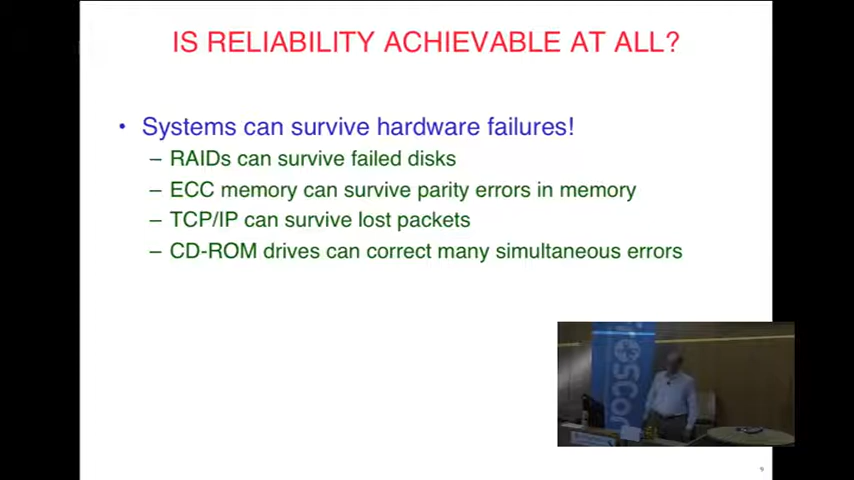 IS RELIABILITY ACHIEVABLE AT ALL?
• Systems can survive hardware failures!
– RAIDs can survive failed disks
– ECC memory can survive parity errors in memory
– TCP/IP can survive lost packets
– CD-ROM drives can correct many simultaneous errors
9